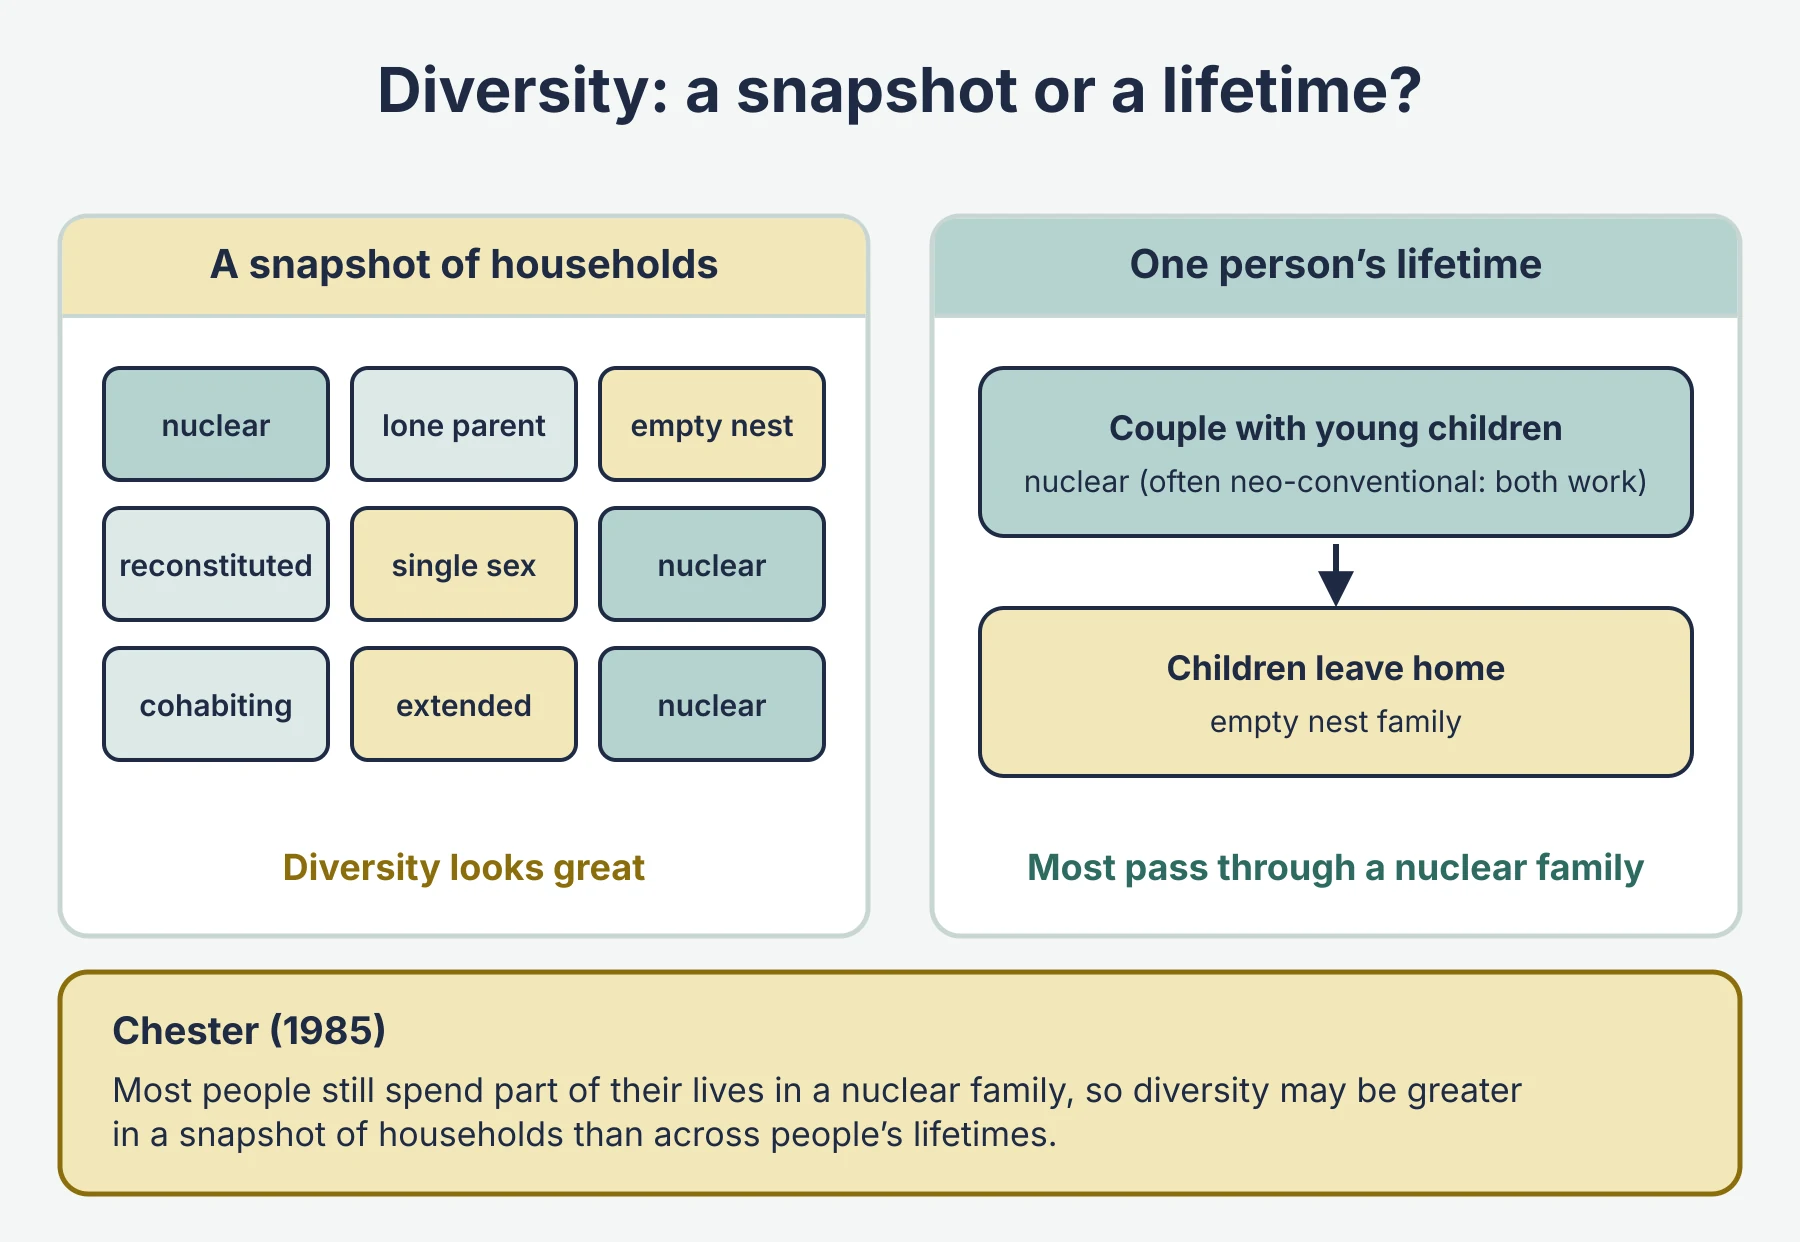 Diversity: a snapshot or a lifetime?
A snapshot of households
nuclear
lone parent
empty nest
reconstituted
single sex
nuclear
cohabiting
extended
nuclear
Diversity looks great
One person’s lifetime
Couple with young children
nuclear (often neo-conventional: both work)
Children leave home
empty nest family
Most pass through a nuclear family
Chester (1985)
Most people still spend part of their lives in a nuclear family, so diversity may be greater
in a snapshot of households than across people’s lifetimes.